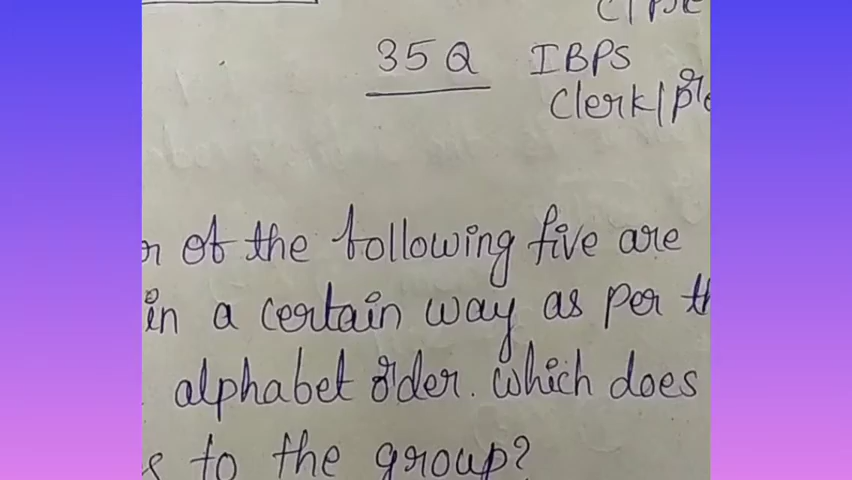 35 Q IBPS
Clerk/pre
of the following five are
in a certain way as per
alphabet order. which does
to the group?